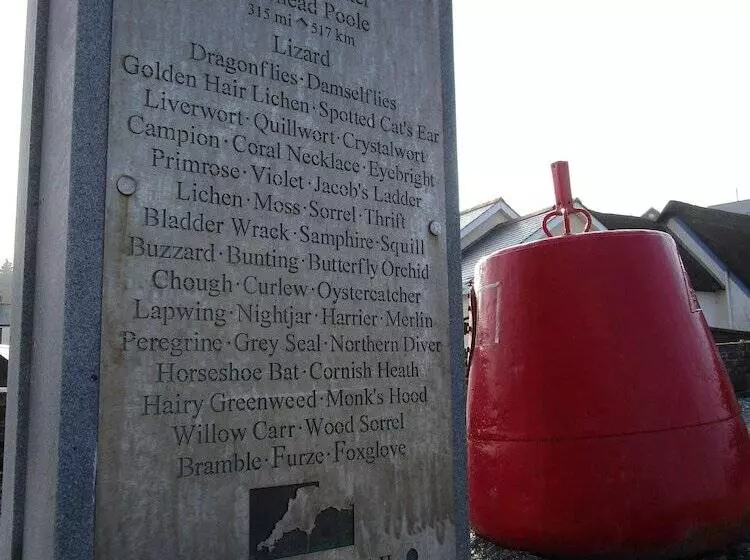 head Poole
315 mi ^ 517 km
Lizard
Dragonflies · Damselflies
Golden Hair Lichen · Spotted Cat's Ear
Liverwort · Quillwort · Crystalwort
Campion · Coral Necklace · Eyebright
Primrose · Violet · Jacob's Ladder
Lichen · Moss · Sorrel · Thrift
Bladder Wrack · Samphire · Squill
Buzzard · Bunting · Butterfly Orchid
Chough · Curlew · Oystercatcher
Lapwing · Nightjar · Harrier · Merlin
Peregrine · Grey Seal · Northern Diver
Horseshoe Bat · Cornish Heath
Hairy Greenweed · Monk's Hood
Willow Carr · Wood Sorrel
Bramble · Furze · Foxglove